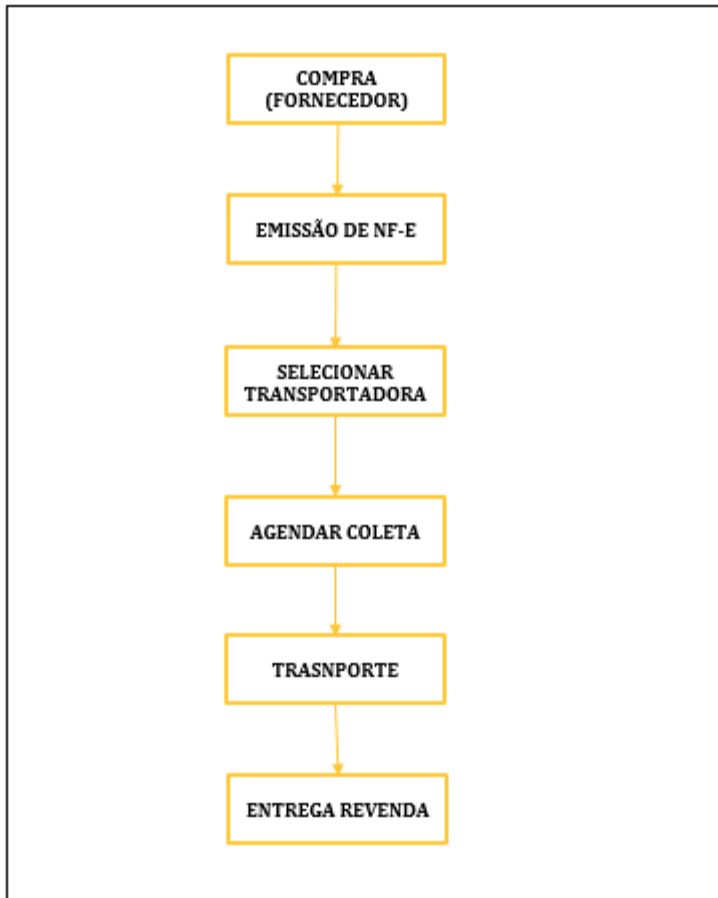 COMPRA
(FORNECEDOR)
EMISSÃO DE NF-E
SELECIONAR
TRANSPORTADORA
AGENDAR COLETA
TRASNPORTE
ENTREGA REVENDA